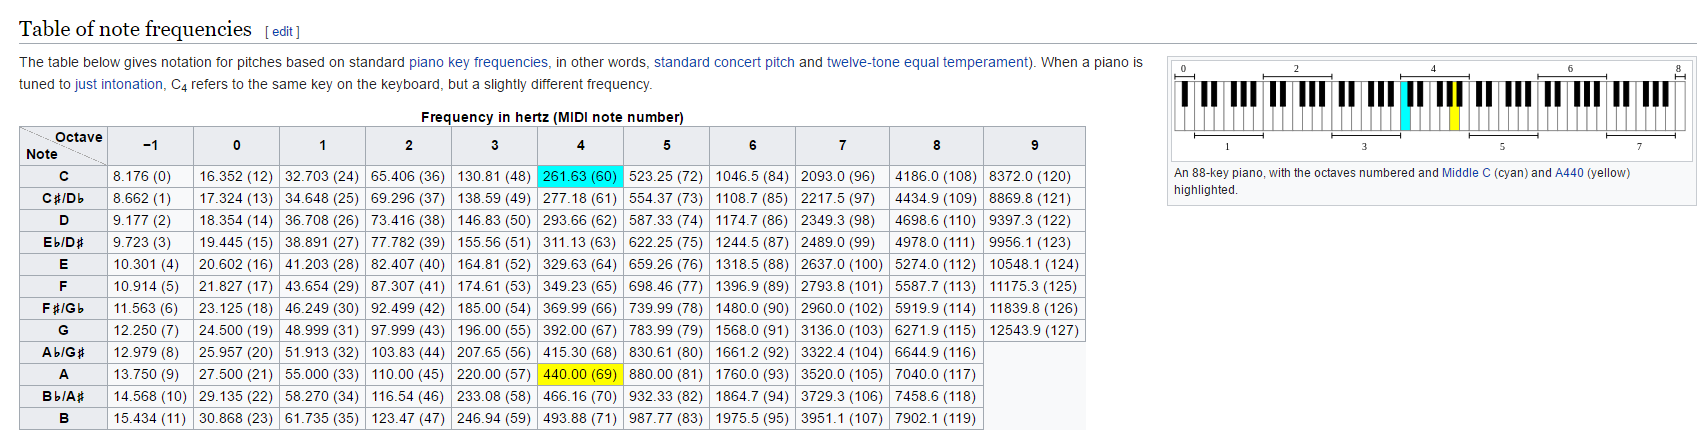 Table of note frequencies [ edit ]
The table below gives notation for pitches based on standard piano key frequencies, in other words, standard concert pitch and twelve-tone equal temperament). When a piano is
tuned to just intonation, C4 refers to the same key on the keyboard, but a slightly different frequency.
Frequency in hertz (MIDI note number)
Octave
Note
−1 0 1 2 3 4 5 6 7 8 9
C 8.176 (0) 16.352 (12) 32.703 (24) 65.406 (36) 130.81 (48) 261.63 (60) 523.25 (72) 1046.5 (84) 2093.0 (96) 4186.0 (108) 8372.0 (120)
C♯/D♭ 8.662 (1) 17.324 (13) 34.648 (25) 69.296 (37) 138.59 (49) 277.18 (61) 554.37 (73) 1108.7 (85) 2217.5 (97) 4434.9 (109) 8869.8 (121)
D 9.177 (2) 18.354 (14) 36.708 (26) 73.416 (38) 146.83 (50) 293.66 (62) 587.33 (74) 1174.7 (86) 2349.3 (98) 4698.6 (110) 9397.3 (122)
E♭/D♯ 9.723 (3) 19.445 (15) 38.891 (27) 77.782 (39) 155.56 (51) 311.13 (63) 622.25 (75) 1244.5 (87) 2489.0 (99) 4978.0 (111) 9956.1 (123)
E 10.301 (4) 20.602 (16) 41.203 (28) 82.407 (40) 164.81 (52) 329.63 (64) 659.26 (76) 1318.5 (88) 2637.0 (100) 5274.0 (112) 10548.1 (124)
F 10.914 (5) 21.827 (17) 43.654 (29) 87.307 (41) 174.61 (53) 349.23 (65) 698.46 (77) 1396.9 (89) 2793.8 (101) 5587.7 (113) 11175.3 (125)
F♯/G♭ 11.563 (6) 23.125 (18) 46.249 (30) 92.499 (42) 185.00 (54) 369.99 (66) 739.99 (78) 1480.0 (90) 2960.0 (102) 5919.9 (114) 11839.8 (126)
G 12.250 (7) 24.500 (19) 48.999 (31) 97.999 (43) 196.00 (55) 392.00 (67) 783.99 (79) 1568.0 (91) 3136.0 (103) 6271.9 (115) 12543.9 (127)
A♭/G♯ 12.979 (8) 25.957 (20) 51.913 (32) 103.83 (44) 207.65 (56) 415.30 (68) 830.61 (80) 1661.2 (92) 3322.4 (104) 6644.9 (116)
A 13.750 (9) 27.500 (21) 55.000 (33) 110.00 (45) 220.00 (57) 440.00 (69) 880.00 (81) 1760.0 (93) 3520.0 (105) 7040.0 (117)
B♭/A♯ 14.568 (10) 29.135 (22) 58.270 (34) 116.54 (46) 233.08 (58) 466.16 (70) 932.33 (82) 1864.7 (94) 3729.3 (106) 7458.6 (118)
B 15.434 (11) 30.868 (23) 61.735 (35) 123.47 (47) 246.94 (59) 493.88 (71) 987.77 (83) 1975.5 (95) 3951.1 (107) 7902.1 (119)
0 2 4 6 8
1 3 5 7
An 88-key piano, with the octaves numbered and Middle C (cyan) and A440 (yellow)
highlighted.